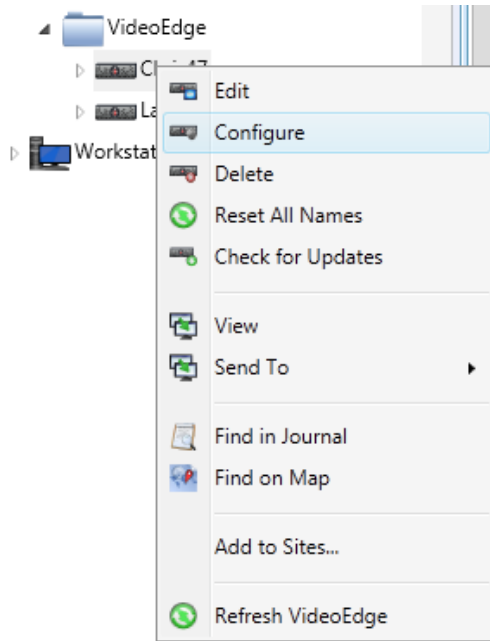 VideoEdge
Edit
Configure
Delete
Reset All Names
Check for Updates
View
Send To
Find in Journal
Find on Map
Add to Sites...
Refresh VideoEdge